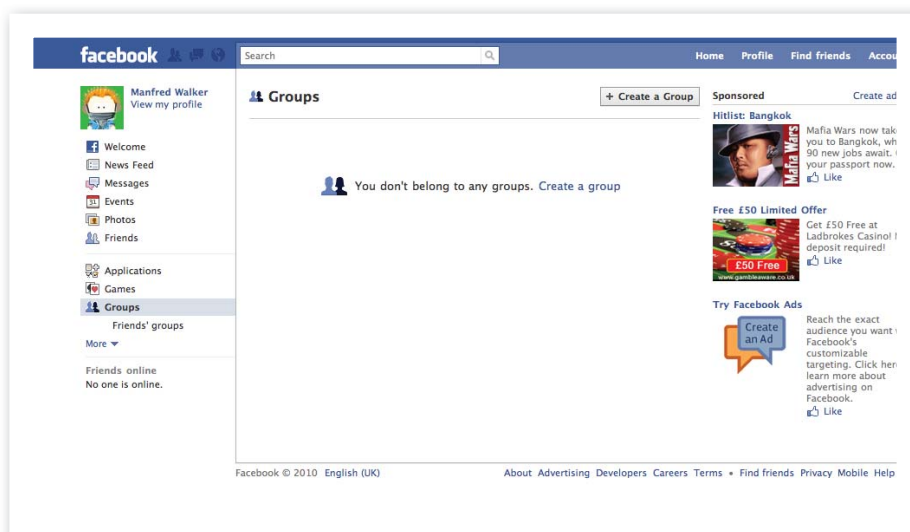 facebook
Search
Home Profile Find friends
Manfred Walker
View my profile
Welcome
News Feed
Messages
31
Events
Photos
Friends
Applications
Games
Groups
Friends' groups
More
Friends online
No one is online.
Groups
+ Create a Group
You don't belong to any groups. Create a group
Sponsored Create ad
Hitlist: Bangkok
Mafia Wars
Mafia Wars now
you to Bangkok,
90 new jobs await.
your passport now.
Like
Free £50 Limited Offer
£50 Free
www.gambleaware.co.uk
Get £50 Free at
Ladbrokes Casino!
deposit required!
Like
Try Facebook Ads
Create
an Ad
Reach the exact
audience you want
Facebook's
customizable
targeting. Click
learn more about
advertising on
Facebook.
Like
Facebook © 2010 English (UK)
About Advertising Developers Careers Terms • Find friends Privacy Mobile Help